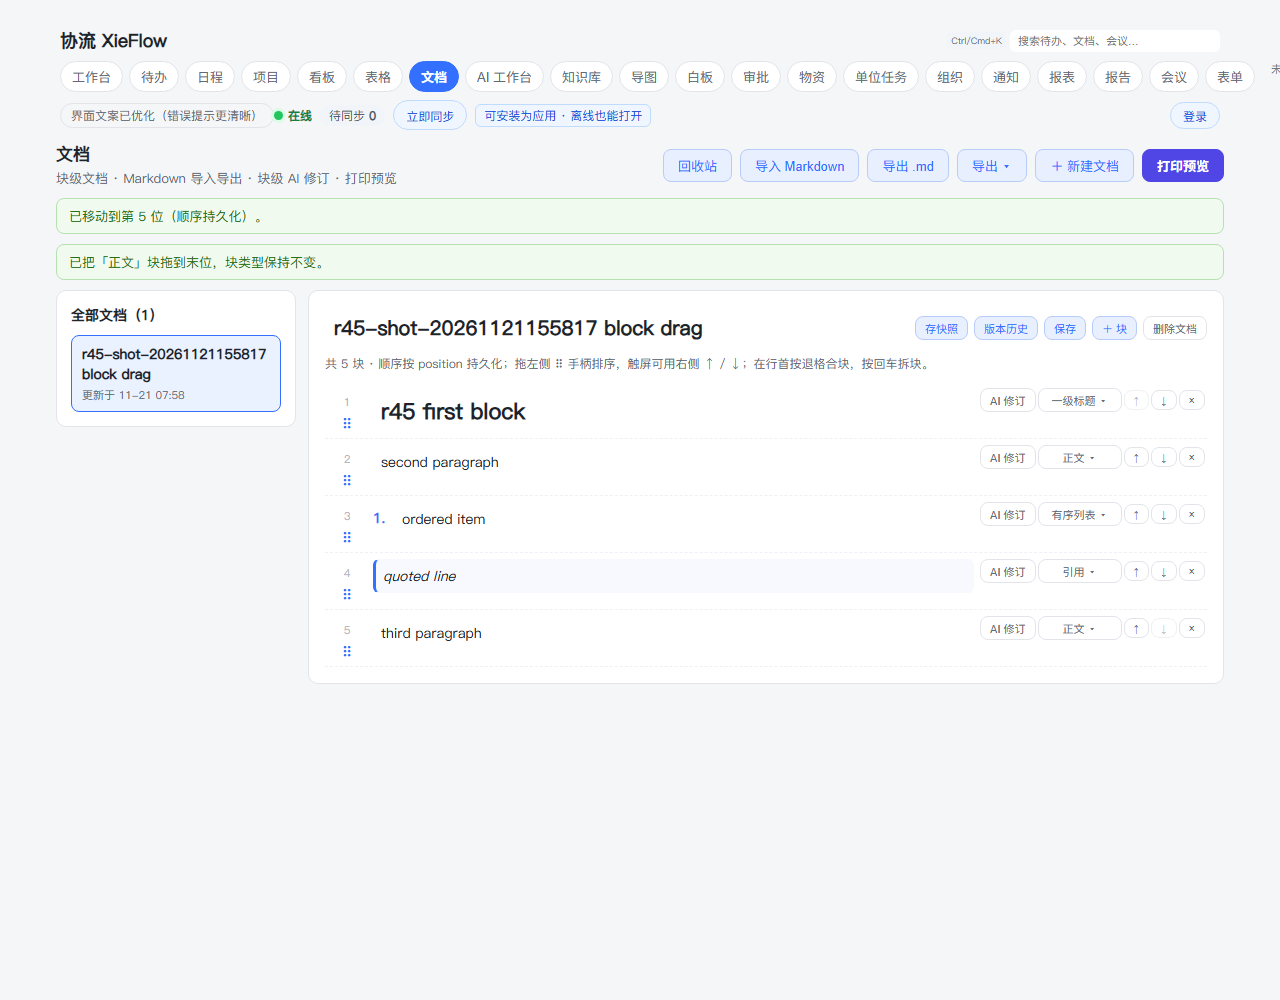 协流 XieFlow
Ctrl/Cmd+K 搜索待办、文档、会议...
工作台 待办 日程 项目 看板 表格 文档 AI 工作台 知识库 导图 白板 审批 物资 单位任务 组织 通知 报表 报告 会议 表单 未
界面文案已优化（错误提示更清晰） 在线 待同步 0 立即同步 可安装为应用 · 离线也能打开 登录
文档
块级文档 · Markdown 导入导出 · 块级 AI 修订 · 打印预览
回收站 导入 Markdown 导出 .md 导出 ＋ 新建文档 打印预览
已移动到第 5 位（顺序持久化）。
已把「正文」块拖到末位，块类型保持不变。
全部文档（1）
r45-shot-20261121155817
block drag
更新于 11-21 07:58
r45-shot-20261121155817 block drag
存快照 版本历史 保存 ＋ 块 删除文档
共 5 块 · 顺序按 position 持久化；拖左侧 ⠿ 手柄排序，触屏可用右侧 ↑ / ↓；在行首按退格合块，按回车拆块。
1 r45 first block AI 修订 一级标题 ↑ ↓ ×
2 second paragraph AI 修订 正文 ↑ ↓ ×
3 1. ordered item AI 修订 有序列表 ↑ ↓ ×
4 quoted line AI 修订 引用 ↑ ↓ ×
5 third paragraph AI 修订 正文 ↑ ↓ ×